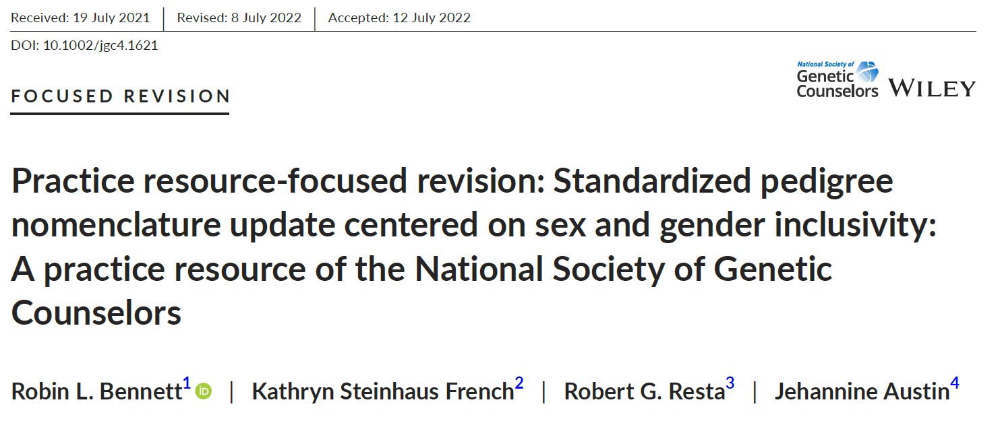 Received: 19 July 2021 | Revised: 8 July 2022 | Accepted: 12 July 2022
DOI: 10.1002/jgc4.1621
National Society of
Genetic
Counselors
WILEY
FOCUSED REVISION
Practice resource-focused revision: Standardized pedigree
nomenclature update centered on sex and gender inclusivity:
A practice resource of the National Society of Genetic
Counselors
Robin L. Bennett1 iD | Kathryn Steinhaus French2 | Robert G. Resta3 | Jehannine Austin4